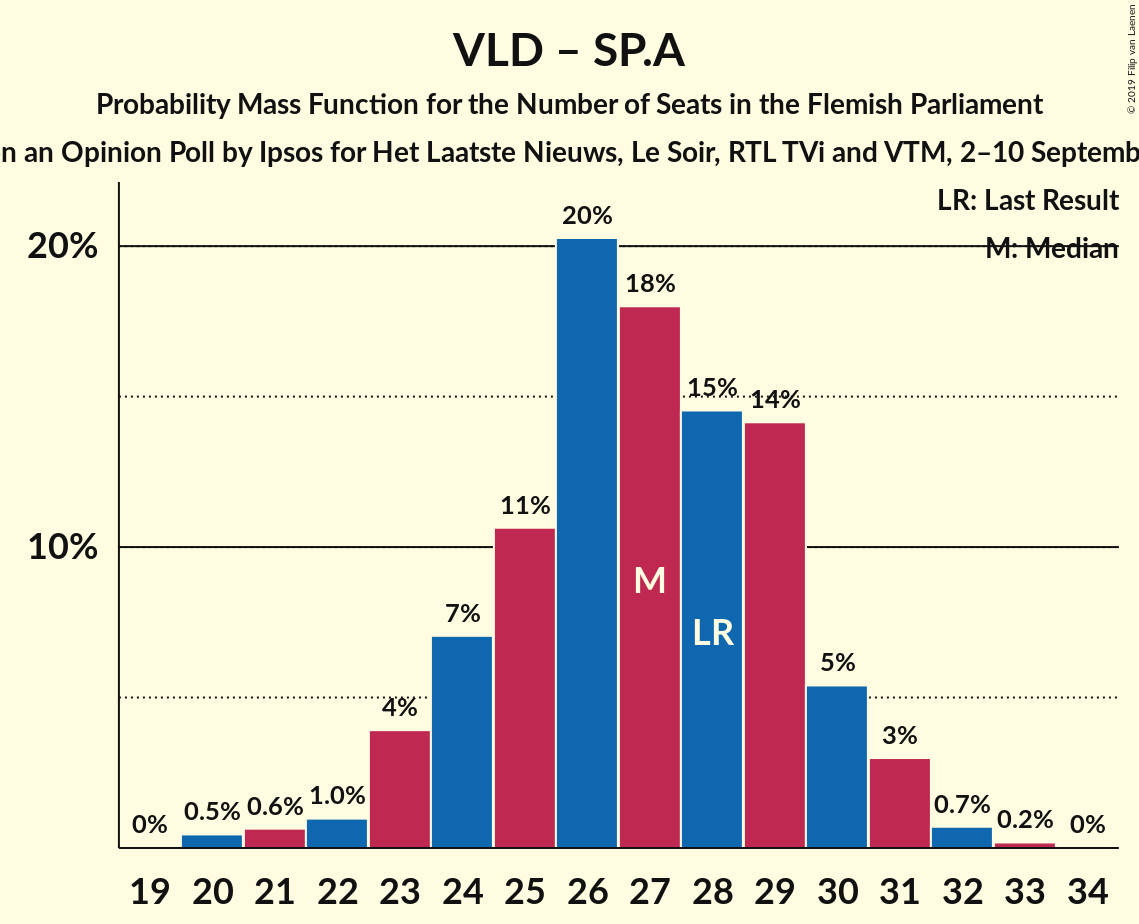 VLD – SP.A
Probability Mass Function for the Number of Seats in the Flemish Parliament
an Opinion Poll by Ipsos for Het Laatste Nieuws, Le Soir, RTL TVi and VTM, 2–10
© 2019 Filip van Laenen
LR: Last Result
M: Median
20%
10%
0%
0.5%
0.6%
1.0%
4%
7%
11%
20%
18%
15%
14%
5%
3%
0.7%
0.2%
0%
M
LR
19 20 21 22 23 24 25 26 27 28 29 30 31 32 33 34